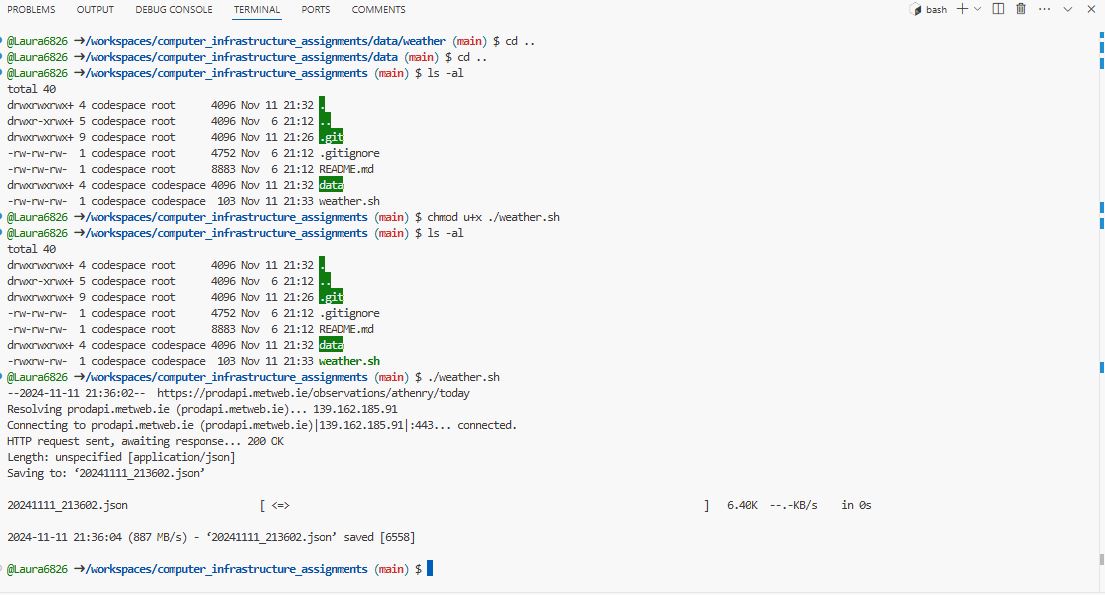 PROBLEMS OUTPUT DEBUG CONSOLE TERMINAL PORTS COMMENTS bash
@Laura6826 ➜/workspaces/computer_infrastructure_assignments/data/weather (main) $ cd ..
@Laura6826 ➜/workspaces/computer_infrastructure_assignments/data (main) $ cd ..
@Laura6826 ➜/workspaces/computer_infrastructure_assignments (main) $ ls -al
total 40
drwxrwxrwx+ 4 codespace root      4096 Nov 11 21:32 .
drwxr-xrwx+ 5 codespace root      4096 Nov  6 21:12 ..
drwxrwxrwx+ 9 codespace root      4096 Nov 11 21:26 .git
-rw-rw-rw-  1 codespace root      4752 Nov  6 21:12 .gitignore
-rw-rw-rw-  1 codespace root      8883 Nov  6 21:12 README.md
drwxrwxrwx+ 4 codespace codespace 4096 Nov 11 21:32 data
-rw-rw-rw-  1 codespace codespace  103 Nov 11 21:33 weather.sh
@Laura6826 ➜/workspaces/computer_infrastructure_assignments (main) $ chmod u+x ./weather.sh
@Laura6826 ➜/workspaces/computer_infrastructure_assignments (main) $ ls -al
total 40
drwxrwxrwx+ 4 codespace root      4096 Nov 11 21:32 .
drwxr-xrwx+ 5 codespace root      4096 Nov  6 21:12 ..
drwxrwxrwx+ 9 codespace root      4096 Nov 11 21:26 .git
-rw-rw-rw-  1 codespace root      4752 Nov  6 21:12 .gitignore
-rw-rw-rw-  1 codespace root      8883 Nov  6 21:12 README.md
drwxrwxrwx+ 4 codespace codespace 4096 Nov 11 21:32 data
-rwxrw-rw-  1 codespace codespace  103 Nov 11 21:33 weather.sh
@Laura6826 ➜/workspaces/computer_infrastructure_assignments (main) $ ./weather.sh
--2024-11-11 21:36:02--  https://prodapi.metweb.ie/observations/athenry/today
Resolving prodapi.metweb.ie (prodapi.metweb.ie)... 139.162.185.91
Connecting to prodapi.metweb.ie (prodapi.metweb.ie)|139.162.185.91|:443... connected.
HTTP request sent, awaiting response... 200 OK
Length: unspecified [application/json]
Saving to: ‘20241111_213602.json’
20241111_213602.json [ <=> ] 6.40K --.-KB/s in 0s
2024-11-11 21:36:04 (887 MB/s) - ‘20241111_213602.json’ saved [6558]
@Laura6826 ➜/workspaces/computer_infrastructure_assignments (main) $